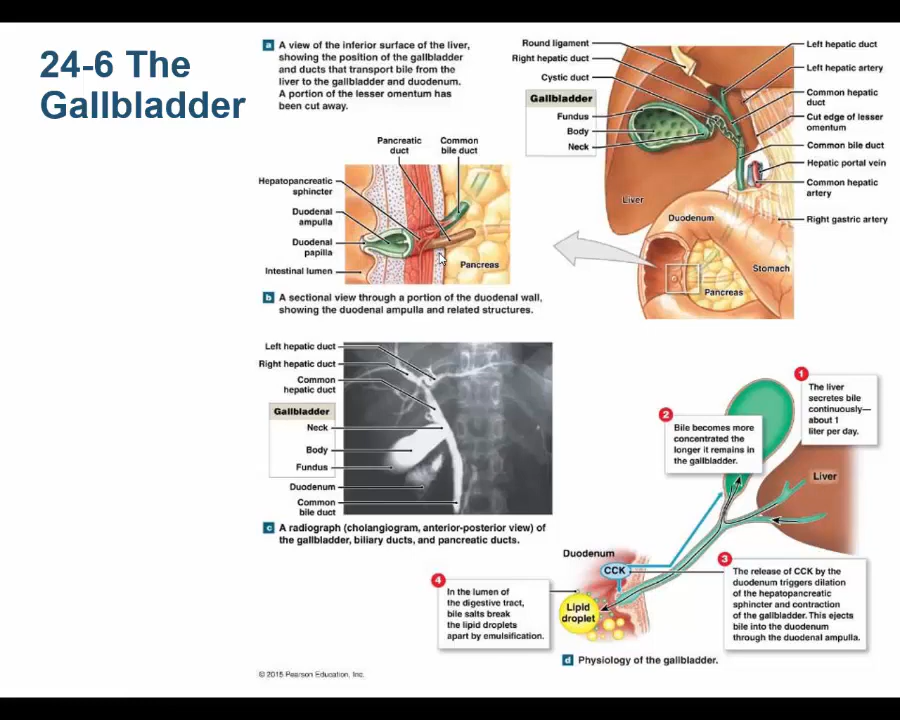 24-6 The
Gallbladder
a A view of the inferior surface of the liver,
showing the position of the gallbladder
and ducts that transport bile from the
liver to the gallbladder and duodenum.
A portion of the lesser omentum has
been cut away.
Round ligament
Right hepatic duct
Cystic duct
Gallbladder
Fundus
Body
Neck
Left hepatic duct
Left hepatic artery
Common hepatic
duct
Cut edge of lesser
omentum
Common bile duct
Hepatic portal vein
Common hepatic
artery
Right gastric artery
Liver
Duodenum
Stomach
Pancreas
Pancreatic
duct
Common
bile duct
Hepatopancreatic
sphincter
Duodenal
ampulla
Duodenal
papilla
Intestinal lumen
Pancreas
b A sectional view through a portion of the duodenal wall,
showing the duodenal ampulla and related structures.
Left hepatic duct
Right hepatic duct
Common
hepatic duct
Gallbladder
Neck
Body
Fundus
Duodenum
Common
bile duct
c A radiograph (cholangiogram, anterior-posterior view) of
the gallbladder, biliary ducts, and pancreatic ducts.
1
The liver
secretes bile
continuously—
about 1
liter per day.
2
Bile becomes more
concentrated the
longer it remains in
the gallbladder.
Liver
Duodenum
CCK
3
The release of CCK by the
duodenum triggers dilation
of the hepatopancreatic
sphincter and contraction
of the gallbladder. This ejects
bile into the duodenum
through the duodenal ampulla.
4
In the lumen of
the digestive tract,
bile salts break
the lipid droplets
apart by emulsification.
Lipid
droplet
d Physiology of the gallbladder.
© 2015 Pearson Education, Inc.